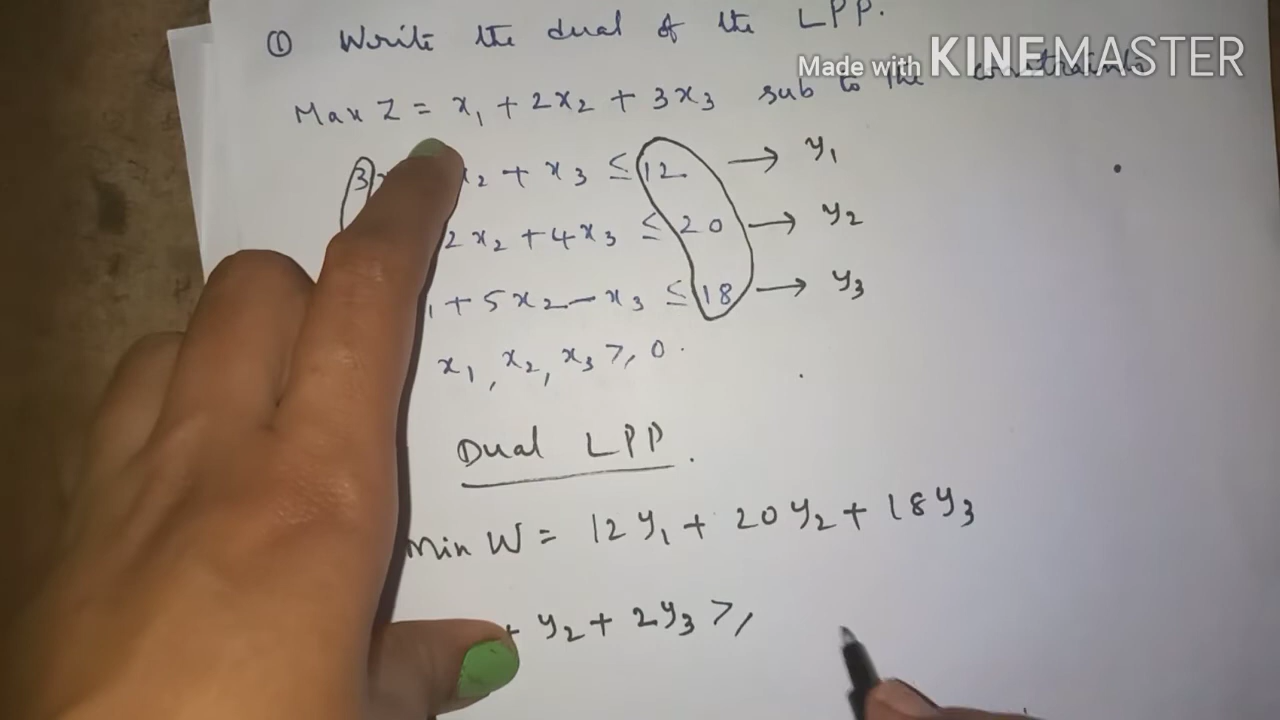 ① Write the dual of the LPP.
Made with KINEMASTER
Max Z = x₁ + 2x₂ + 3x₃ sub to the constraints
3 x₂ + x₃ ≤ 12 → y₁
2x₂ + 4x₃ ≤ 20 → y₂
₁ + 5x₂ - x₃ ≤ 18 → y₃
x₁, x₂, x₃ ≥ 0.
Dual LPP.
Min W = 12y₁ + 20y₂ + 18y₃
+ y₂ + 2y₃ ≥